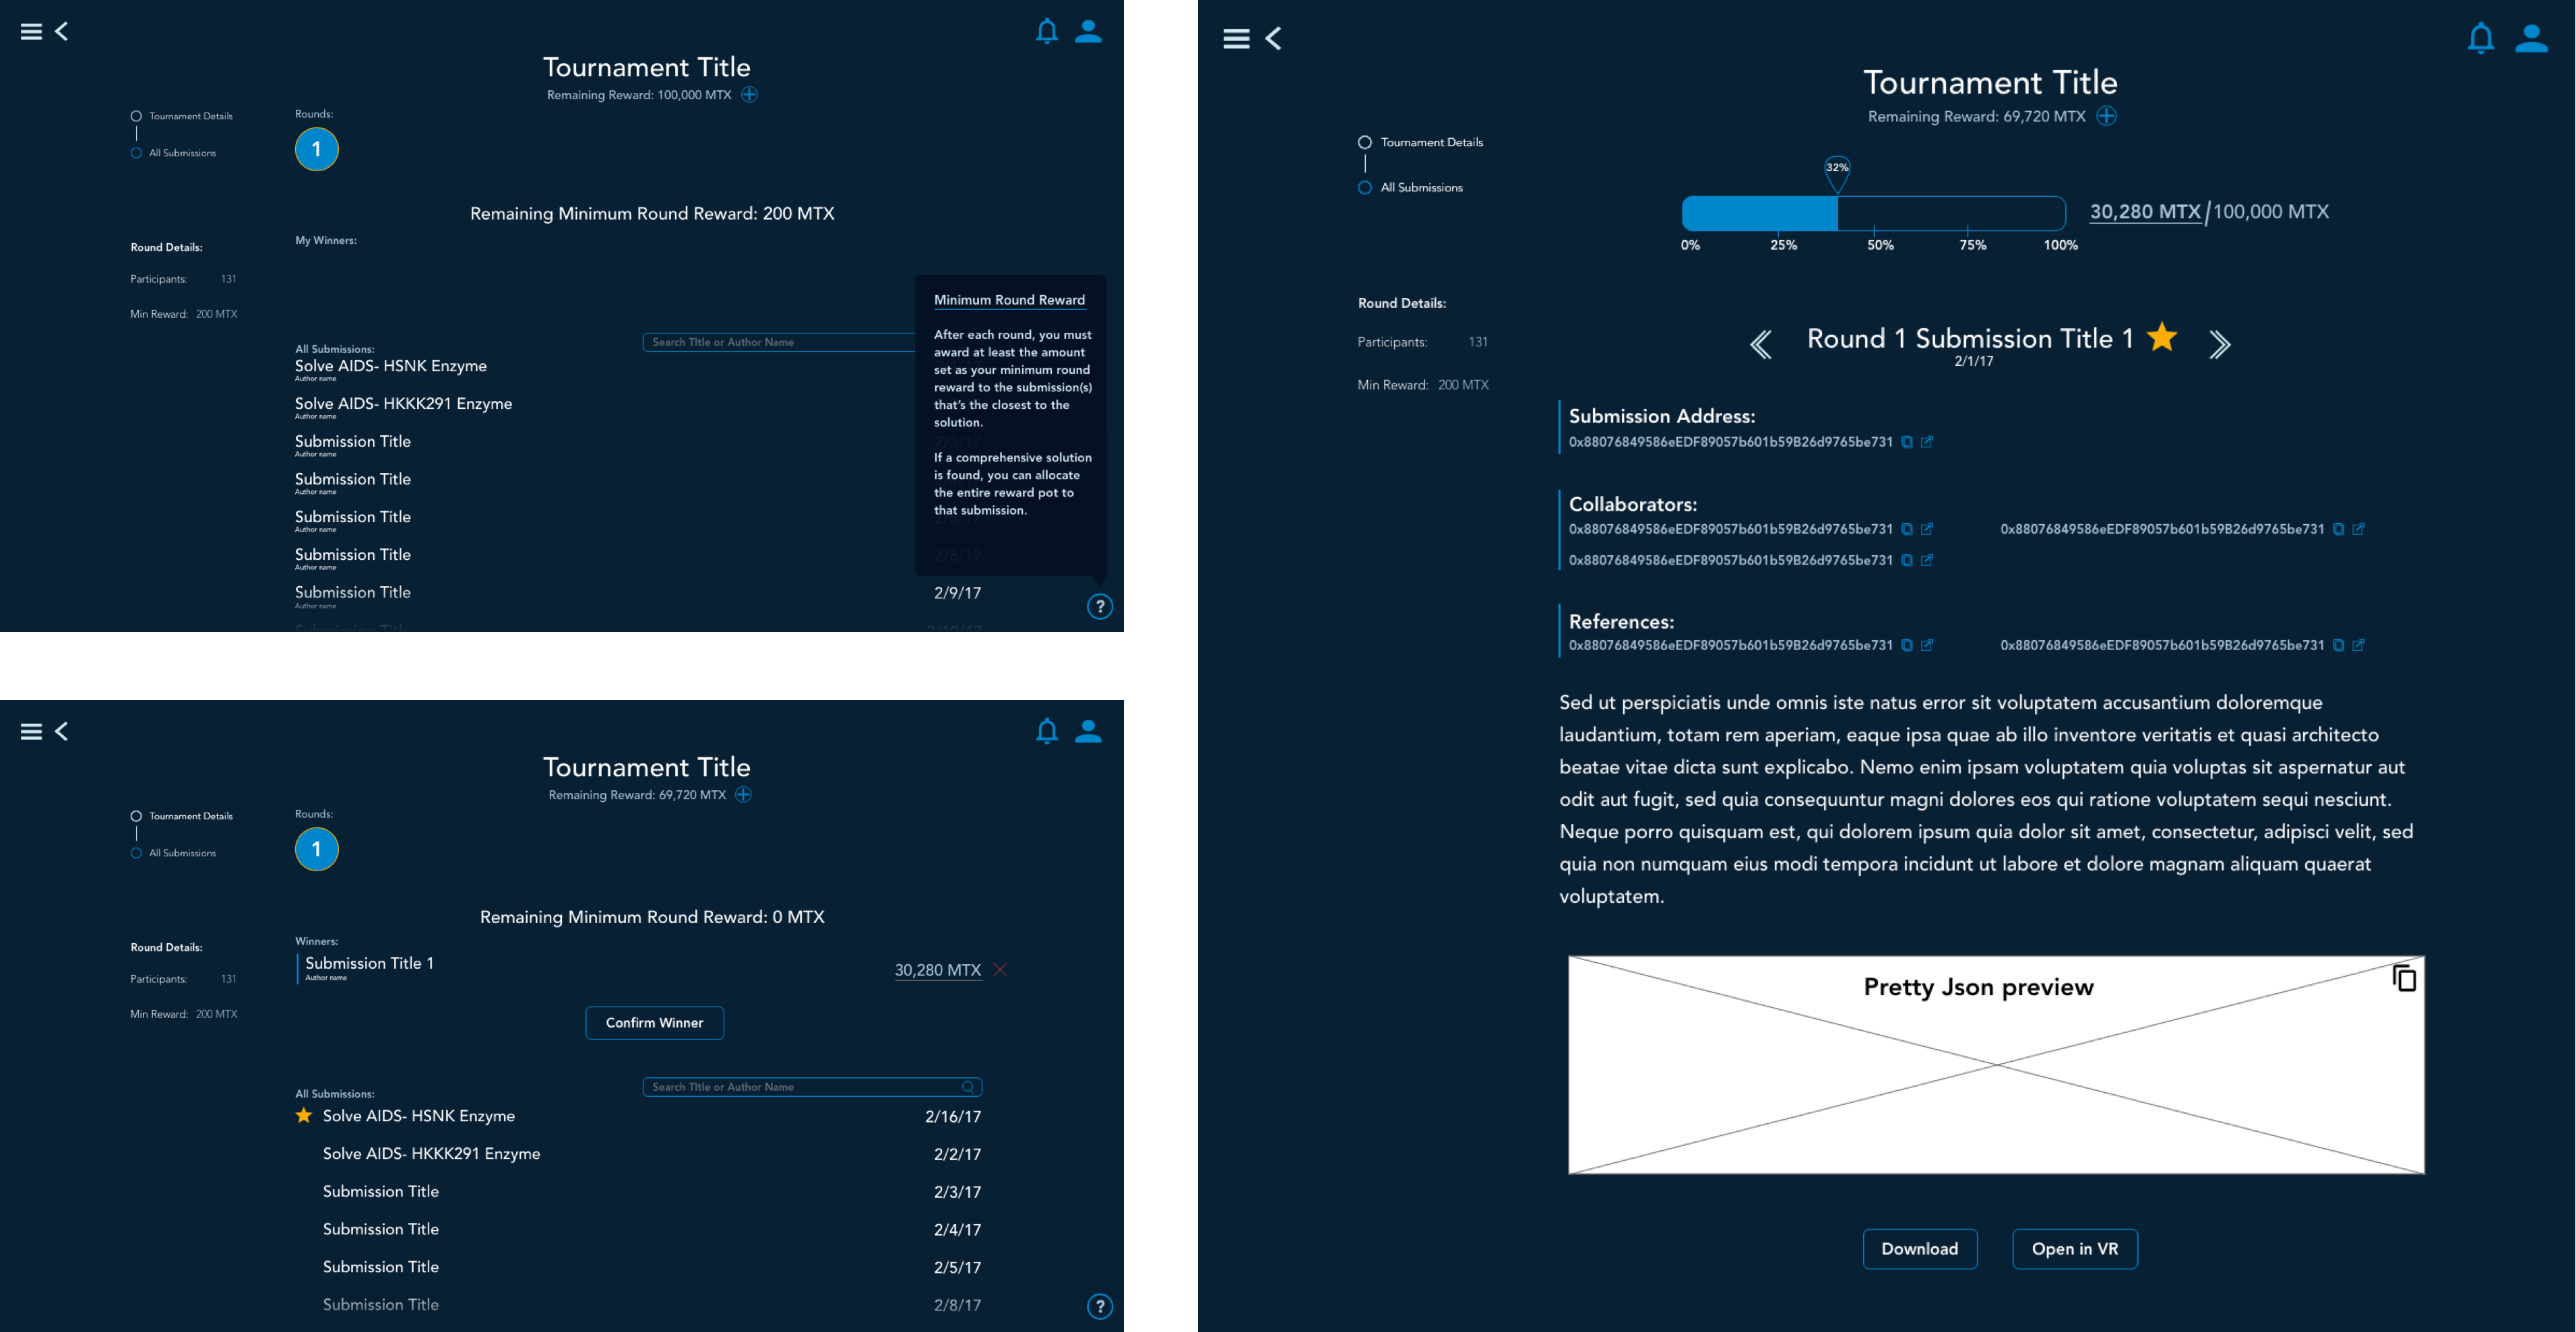 Tournament Title
Remaining Reward: 100,000 MTX
Tournament Details
All Submissions
Rounds:
1
Remaining Minimum Round Reward: 200 MTX
Round Details:
Participants: 131
Min Reward: 200 MTX
My Winners:
All Submissions:
Search TItle or Author Name
Solve AIDS- HSNK Enzyme
Author name
Solve AIDS- HKKK291 Enzyme
Author name
Submission Title
Author name
2/3/17
Submission Title
Author name
Submission Title
Author name
Submission Title
Author name
2/8/17
Submission Title
Author name
2/9/17
Submission Title
2/10/17
Minimum Round Reward
After each round, you must
award at least the amount
set as your minimum round
reward to the submission(s)
that's the closest to the
solution.
If a comprehensive solution
is found, you can allocate
the entire reward pot to
that submission.
?
Tournament Title
Remaining Reward: 69,720 MTX
Tournament Details
All Submissions
Rounds:
1
Remaining Minimum Round Reward: 0 MTX
Round Details:
Participants: 131
Min Reward: 200 MTX
Winners:
Submission Title 1
Author name
30,280 MTX
Confirm Winner
All Submissions:
Search TItle or Author Name
Solve AIDS- HSNK Enzyme 2/16/17
Solve AIDS- HKKK291 Enzyme 2/2/17
Submission Title 2/3/17
Submission Title 2/4/17
Submission Title 2/5/17
Submission Title 2/8/17
?
Tournament Title
Remaining Reward: 69,720 MTX
Tournament Details
All Submissions
32%
30,280 MTX/100,000 MTX
0% 25% 50% 75% 100%
Round Details:
Participants: 131
Min Reward: 200 MTX
Round 1 Submission Title 1
2/1/17
Submission Address:
0x88076849586eEDF89057b601b59B26d9765be731
Collaborators:
0x88076849586eEDF89057b601b59B26d9765be731 0x88076849586eEDF89057b601b59B26d9765be731
0x88076849586eEDF89057b601b59B26d9765be731
References:
0x88076849586eEDF89057b601b59B26d9765be731 0x88076849586eEDF89057b601b59B26d9765be731
Sed ut perspiciatis unde omnis iste natus error sit voluptatem accusantium doloremque
laudantium, totam rem aperiam, eaque ipsa quae ab illo inventore veritatis et quasi architecto
beatae vitae dicta sunt explicabo. Nemo enim ipsam voluptatem quia voluptas sit aspernatur aut
odit aut fugit, sed quia consequuntur magni dolores eos qui ratione voluptatem sequi nesciunt.
Neque porro quisquam est, qui dolorem ipsum quia dolor sit amet, consectetur, adipisci velit, sed
quia non numquam eius modi tempora incidunt ut labore et dolore magnam aliquam quaerat
voluptatem.
Pretty Json preview
Download
Open in VR